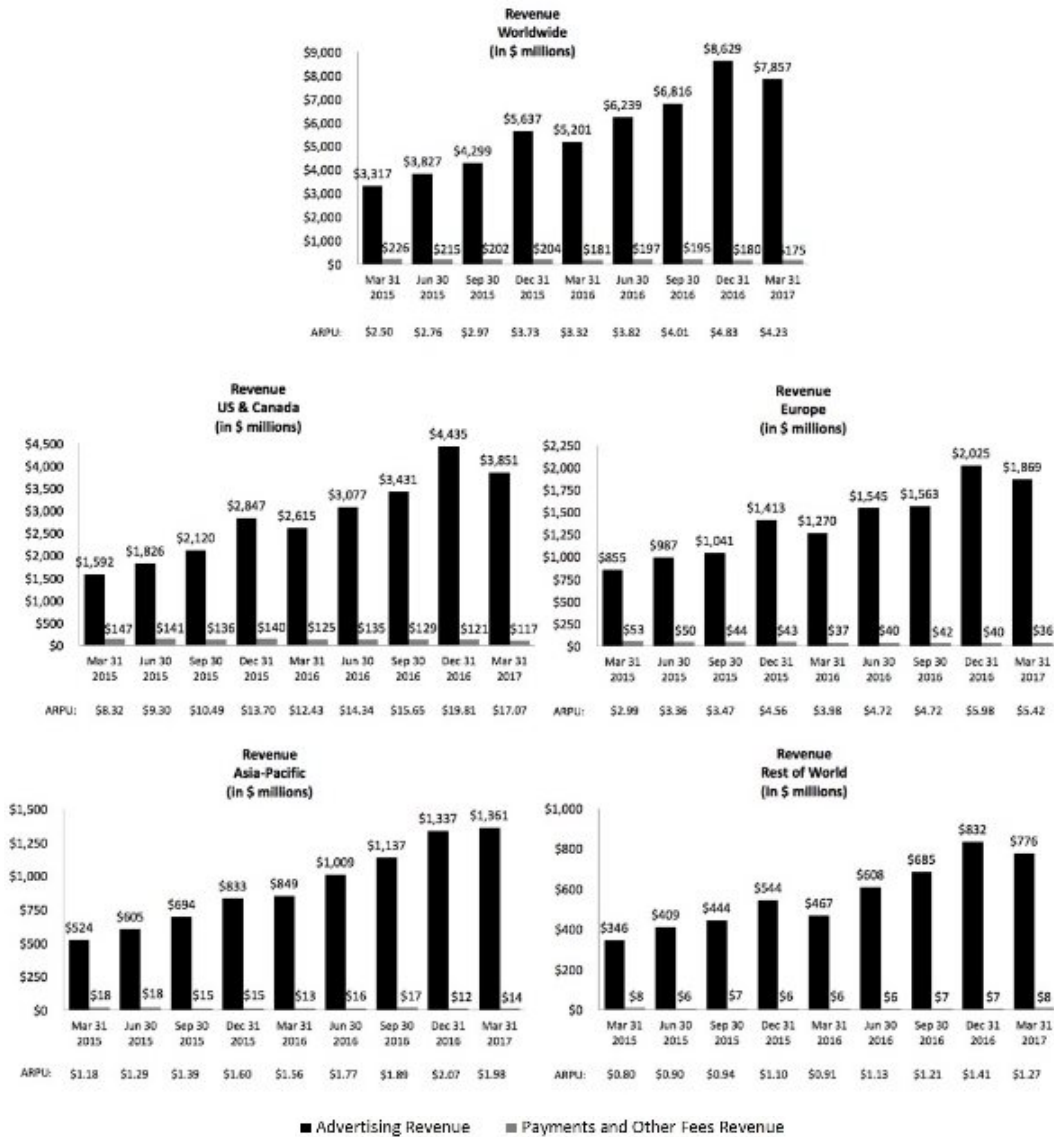 Revenue
Worldwide
(in $ millions)
$9,000
$8,000
$7,000
$6,000
$5,000
$4,000
$3,000
$2,000
$1,000
$0
$3,317 $3,827 $4,299 $5,637 $5,201 $6,239 $6,816 $8,629 $7,857
$226 $215 $202 $204 $181 $197 $195 $180 $175
Mar 31 Jun 30 Sep 30 Dec 31 Mar 31 Jun 30 Sep 30 Dec 31 Mar 31
2015 2015 2015 2015 2016 2016 2016 2016 2017
ARPU: $2.50 $2.76 $2.97 $3.73 $3.32 $3.82 $4.01 $4.83 $4.23
Revenue
US & Canada
(in $ millions)
$4,500
$4,000
$3,500
$3,000
$2,500
$2,000
$1,500
$1,000
$500
$0
$1,592 $1,826 $2,120 $2,847 $2,615 $3,077 $3,431 $4,435 $3,851
$147 $141 $136 $140 $125 $135 $129 $121 $117
Mar 31 Jun 30 Sep 30 Dec 31 Mar 31 Jun 30 Sep 30 Dec 31 Mar 31
2015 2015 2015 2015 2016 2016 2016 2016 2017
ARPU: $8.32 $9.30 $10.49 $13.70 $12.43 $14.34 $15.65 $19.81 $17.07
Revenue
Europe
(in $ millions)
$2,250
$2,000
$1,750
$1,500
$1,250
$1,000
$750
$500
$250
$0
$855 $987 $1,041 $1,413 $1,270 $1,545 $1,563 $2,025 $1,869
$53 $50 $44 $43 $37 $40 $42 $40 $36
Mar 31 Jun 30 Sep 30 Dec 31 Mar 31 Jun 30 Sep 30 Dec 31 Mar 31
2015 2015 2015 2015 2016 2016 2016 2016 2017
ARPU: $2.99 $3.36 $3.47 $4.56 $3.98 $4.72 $4.72 $5.98 $5.42
Revenue
Asia-Pacific
(in $ millions)
$1,500
$1,250
$1,000
$750
$500
$250
$0
$524 $605 $694 $833 $849 $1,009 $1,137 $1,337 $1,361
$18 $18 $15 $15 $13 $16 $17 $12 $14
Mar 31 Jun 30 Sep 30 Dec 31 Mar 31 Jun 30 Sep 30 Dec 31 Mar 31
2015 2015 2015 2015 2016 2016 2016 2016 2017
ARPU: $1.18 $1.29 $1.39 $1.60 $1.56 $1.77 $1.89 $2.07 $1.98
Revenue
Rest of World
(in $ millions)
$1,000
$800
$600
$400
$200
$0
$346 $409 $444 $544 $467 $608 $685 $832 $776
$8 $6 $7 $6 $6 $6 $7 $7 $8
Mar 31 Jun 30 Sep 30 Dec 31 Mar 31 Jun 30 Sep 30 Dec 31 Mar 31
2015 2015 2015 2015 2016 2016 2016 2016 2017
ARPU: $0.80 $0.90 $0.94 $1.10 $0.91 $1.13 $1.21 $1.41 $1.27
Advertising Revenue Payments and Other Fees Revenue